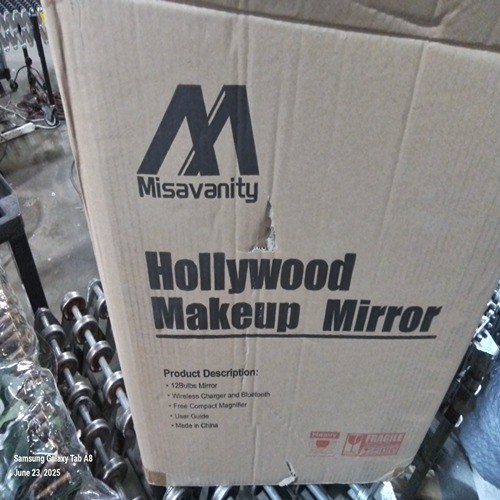 Misavanity
Hollywood
Makeup Mirror
Product Description:
• 12Bulbs Mirror
• Wireless Charger and Bluetooth
• Free Compact Magnifier
• User Guide
• Made in China
FRAGILE
Samsung Galaxy Tab A8
June 23, 2025